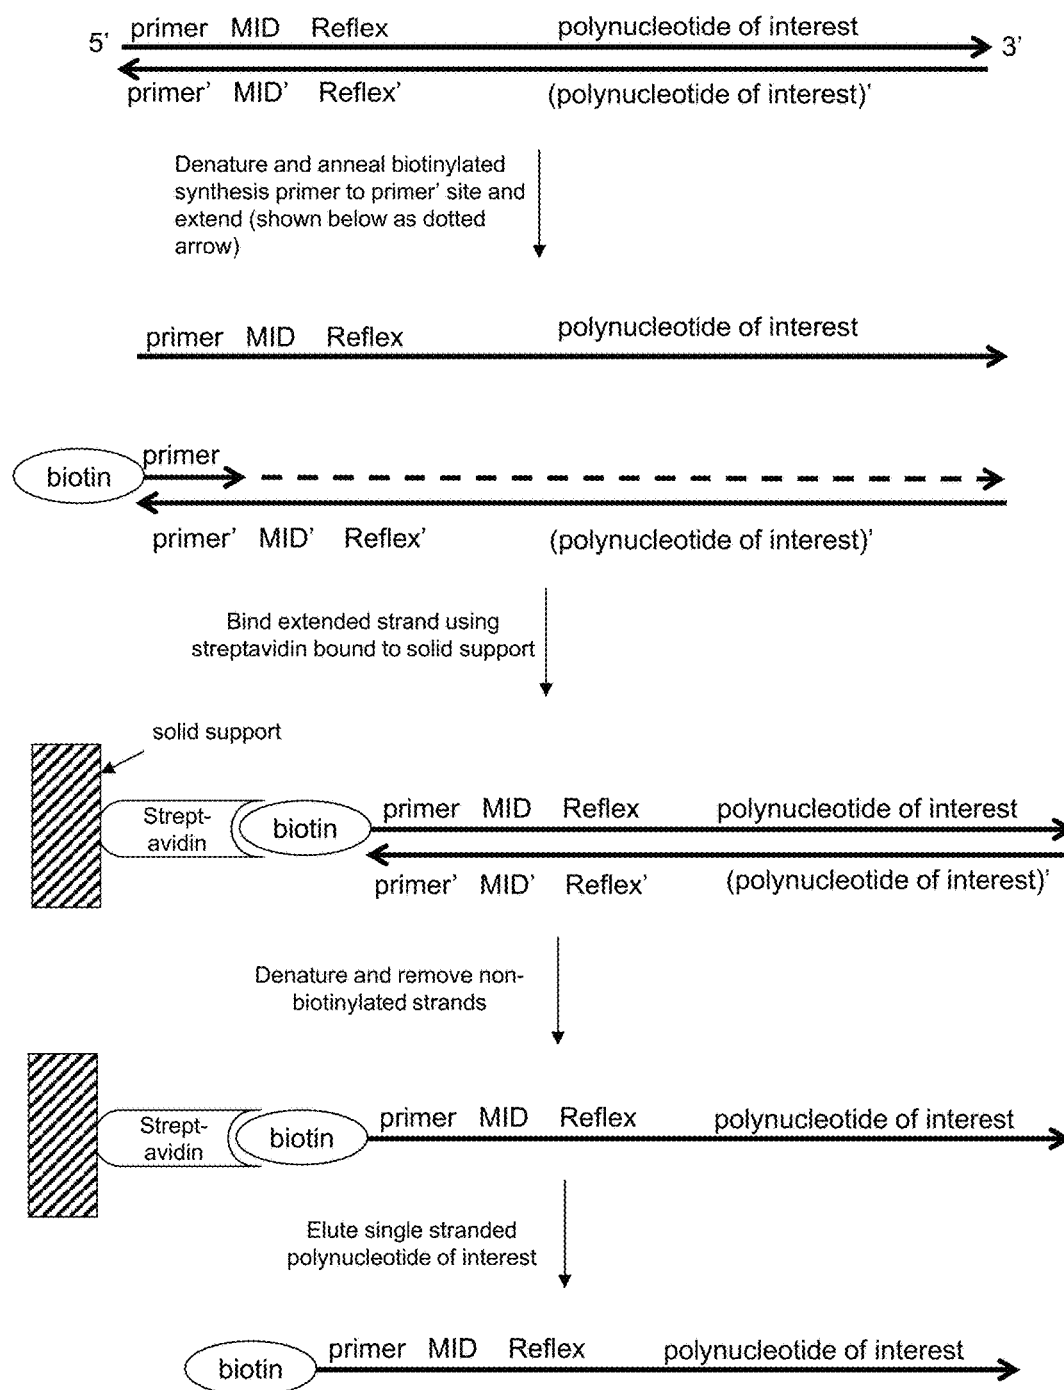 5’ primer MID Reflex polynucleotide of interest 3’
primer’ MID’ Reflex’ (polynucleotide of interest)’
Denature and anneal biotinylated
synthesis primer to primer’ site and
extend (shown below as dotted
arrow)
primer MID Reflex polynucleotide of interest
primer
biotin
primer’ MID’ Reflex’ (polynucleotide of interest)’
Bind extended strand using
streptavidin bound to solid support
solid support
primer MID Reflex polynucleotide of interest
Strept-
avidin
biotin
primer’ MID’ Reflex’ (polynucleotide of interest)’
Denature and remove non-
biotinylated strands
primer MID Reflex polynucleotide of interest
Strept-
avidin
biotin
Elute single stranded
polynucleotide of interest
primer MID Reflex polynucleotide of interest
biotin